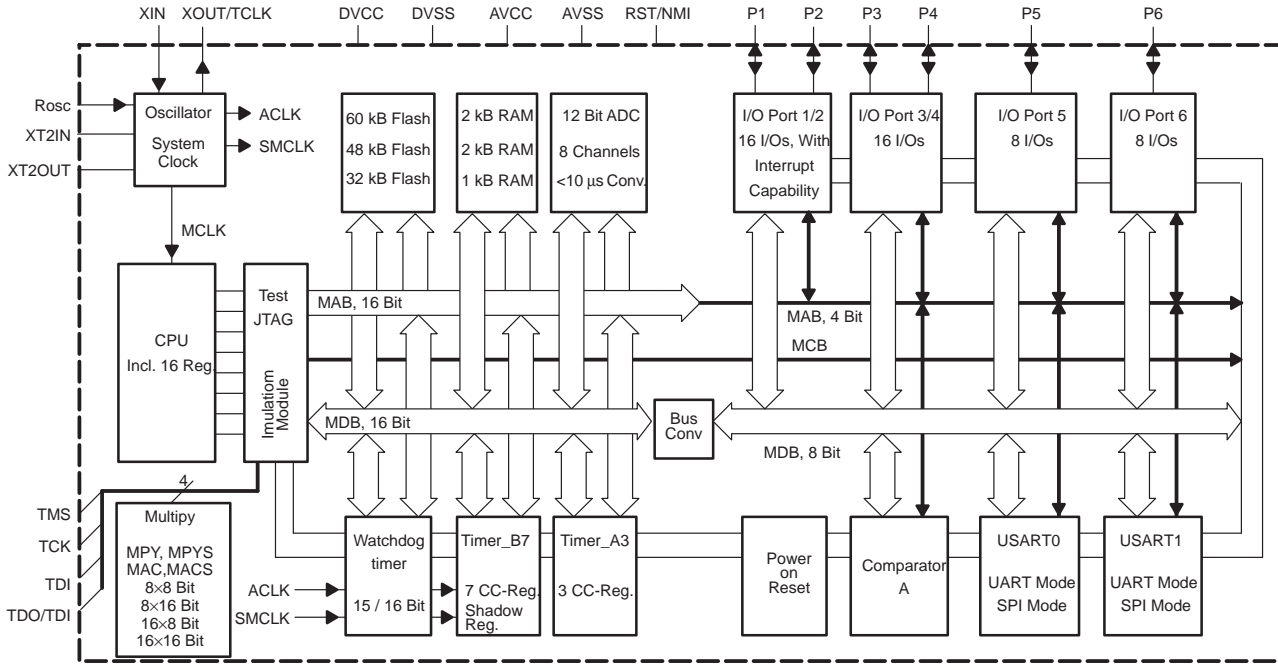 XIN XOUT/TCLK DVCC DVSS AVCC AVSS RST/NMI P1 P2 P3 P4 P5 P6
Rosc
XT2IN
XT2OUT
Oscillator
System
Clock
ACLK
SMCLK
MCLK
60 kB Flash
48 kB Flash
32 kB Flash
2 kB RAM
2 kB RAM
1 kB RAM
12 Bit ADC
8 Channels
<10 μs Conv.
I/O Port 1/2
16 I/Os, With
Interrupt
Capability
I/O Port 3/4
16 I/Os
I/O Port 5
8 I/Os
I/O Port 6
8 I/Os
CPU
Incl. 16 Reg.
Test
JTAG
Imulatiom
Module
MAB, 16 Bit
MAB, 4 Bit
MCB
MDB, 16 Bit
Bus
Conv
MDB, 8 Bit
4
TMS
TCK
TDI
TDO/TDI
Multipy
MPY, MPYS
MAC,MACS
8×8 Bit
8×16 Bit
16×8 Bit
16×16 Bit
ACLK
SMCLK
Watchdog
timer
15 / 16 Bit
Timer_B7
7 CC-Reg.
Shadow
Reg.
Timer_A3
3 CC-Reg.
Power
on
Reset
Comparator
A
USART0
UART Mode
SPI Mode
USART1
UART Mode
SPI Mode